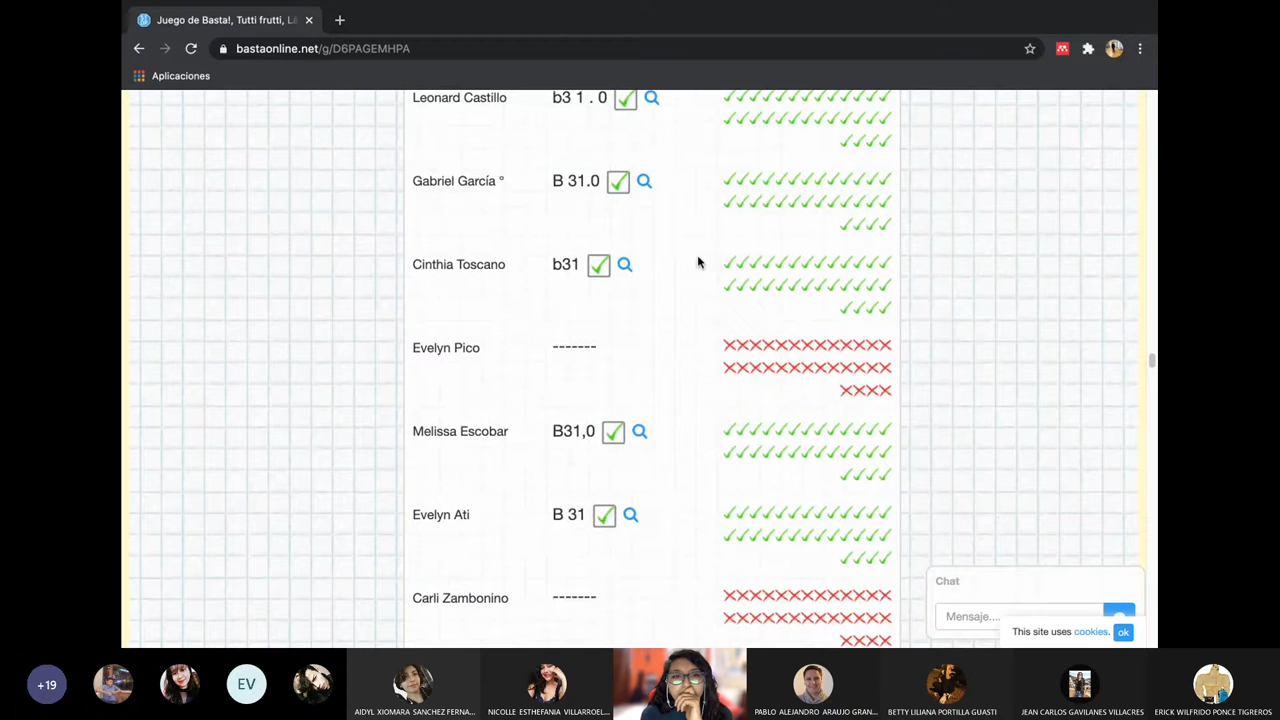 Juego de Basta!, Tutti frutti, Lá
bastaonline.net/g/D6PAGEMHPA
Aplicaciones
Leonard Castillo b3 1 . 0
Gabriel García ° B 31.0
Cinthia Toscano b31
Evelyn Pico -------
Melissa Escobar B31,0
Evelyn Ati B 31
Carli Zambonino -------
Chat
Mensaje....
This site uses cookies. ok
+19
EV
AIDYL XIOMARA SANCHEZ FERNA...
NICOLLE ESTHEFANIA VILLARROEL...
PABLO ALEJANDRO ARAUJO GRAN...
BETTY LILIANA PORTILLA GUASTI
JEAN CARLOS GAVILANES VILLACRES
ERICK WILFRIDO PONCE TIGREROS